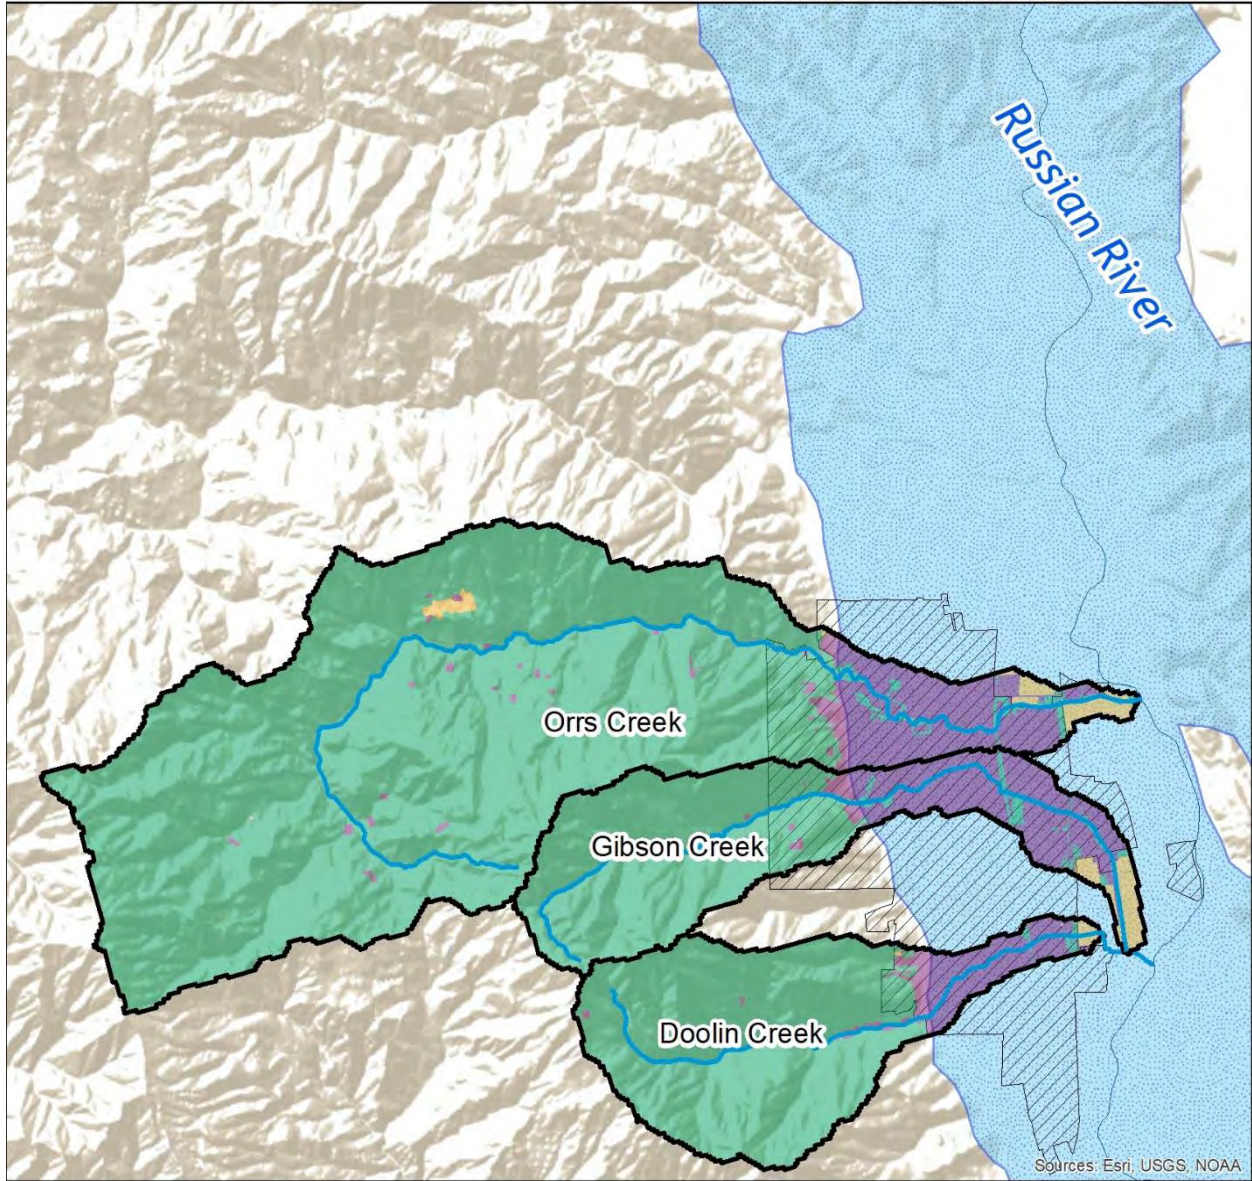 Russian River
Orrs Creek
Gibson Creek
Doolin Creek
Sources: Esri, USGS, NOAA